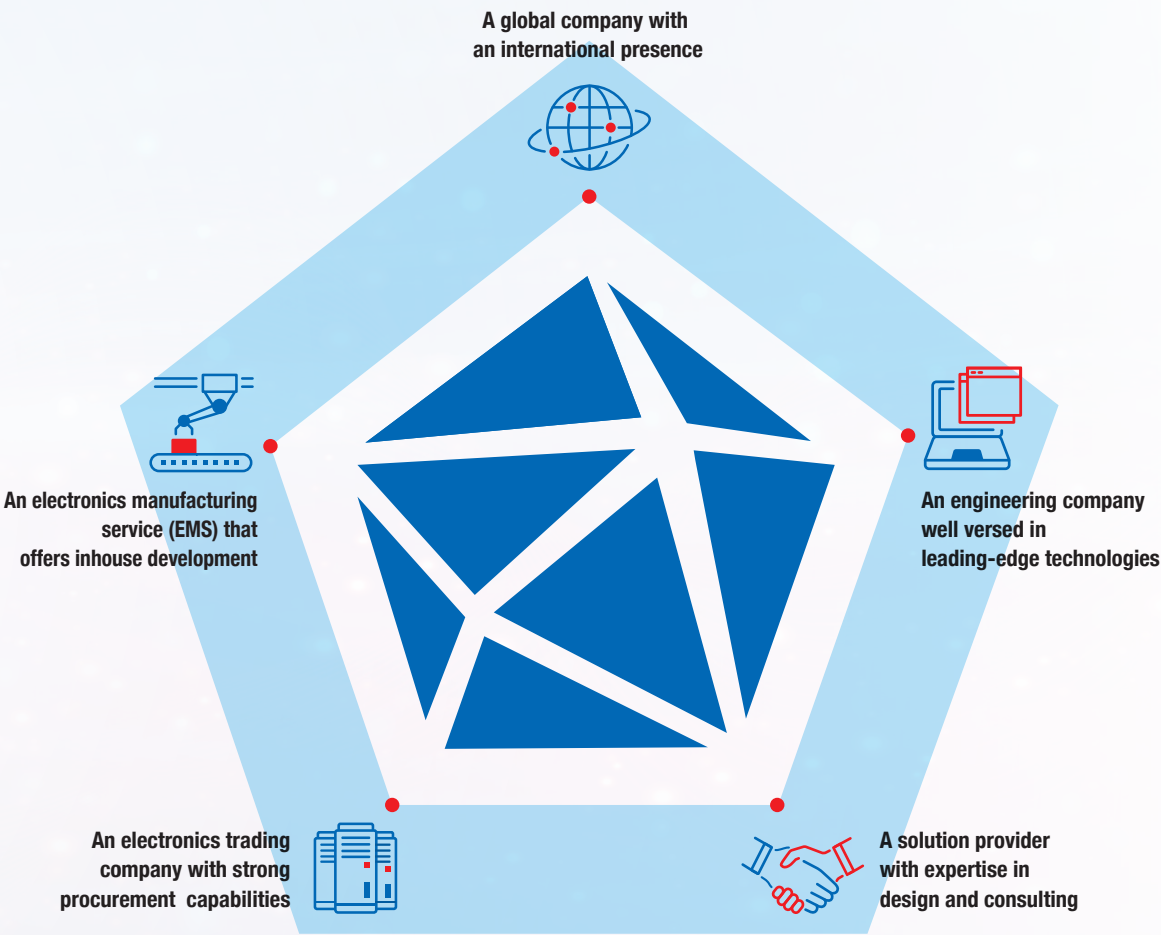 A global company with
an international presence
An electronics manufacturing
service (EMS) that
offers inhouse development
An engineering company
well versed in
leading-edge technologies
An electronics trading
company with strong
procurement capabilities
A solution provider
with expertise in
design and consulting